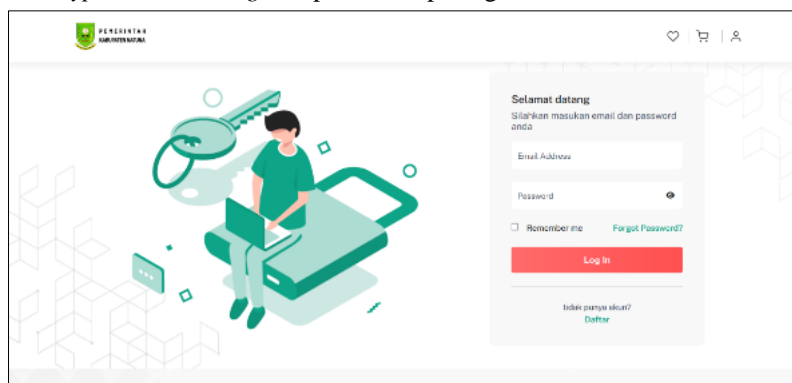 PEMERINTAH
KABUPATEN NATUNA
Selamat datang
Silahkan masukan email dan password
anda
Email Address
Password
Remember me
Forgot Password?
Log In
tidak punya akun?
Daftar